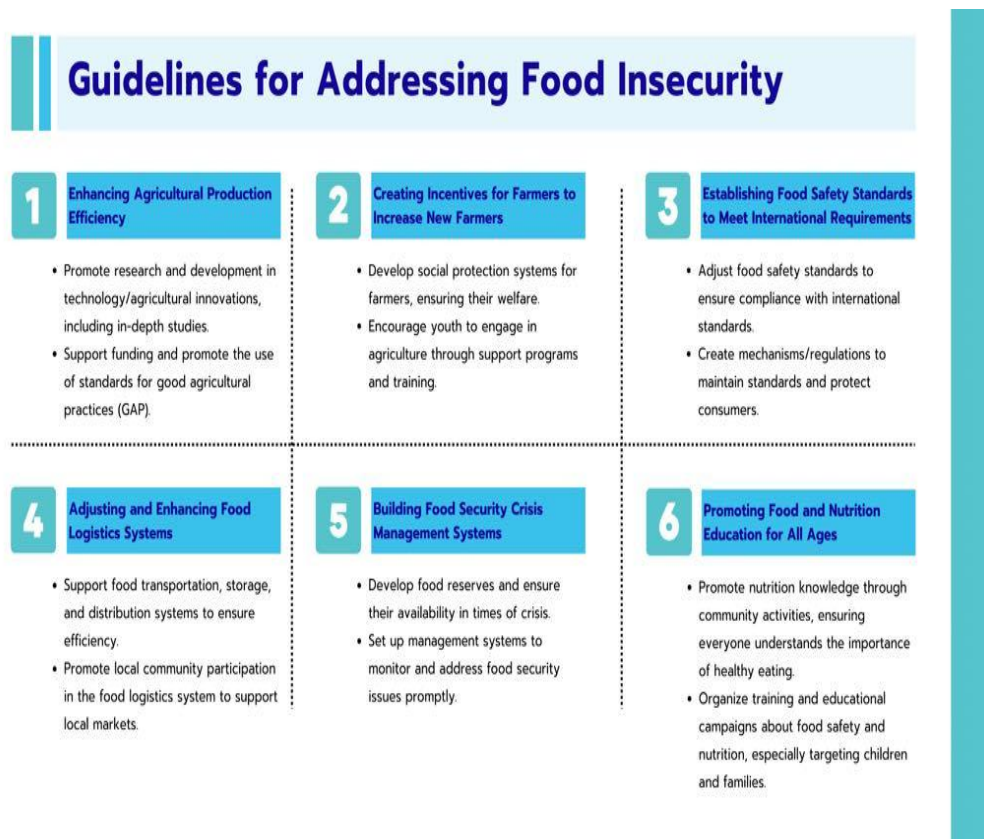 Guidelines for Addressing Food Insecurity
1
Enhancing Agricultural Production
Efficiency
• Promote research and development in
technology/agricultural innovations,
including in-depth studies.
• Support funding and promote the use
of standards for good agricultural
practices (GAP).
2
Creating Incentives for Farmers to
Increase New Farmers
• Develop social protection systems for
farmers, ensuring their welfare.
• Encourage youth to engage in
agriculture through support programs
and training.
3
Establishing Food Safety Standards
to Meet International Requirements
• Adjust food safety standards to
ensure compliance with international
standards.
• Create mechanisms/regulations to
maintain standards and protect
consumers.
4
Adjusting and Enhancing Food
Logistics Systems
• Support food transportation, storage,
and distribution systems to ensure
efficiency.
• Promote local community participation
in the food logistics system to support
local markets.
5
Building Food Security Crisis
Management Systems
• Develop food reserves and ensure
their availability in times of crisis.
• Set up management systems to
monitor and address food security
issues promptly.
6
Promoting Food and Nutrition
Education for All Ages
• Promote nutrition knowledge through
community activities, ensuring
everyone understands the importance
of healthy eating.
• Organize training and educational
campaigns about food safety and
nutrition, especially targeting children
and families.